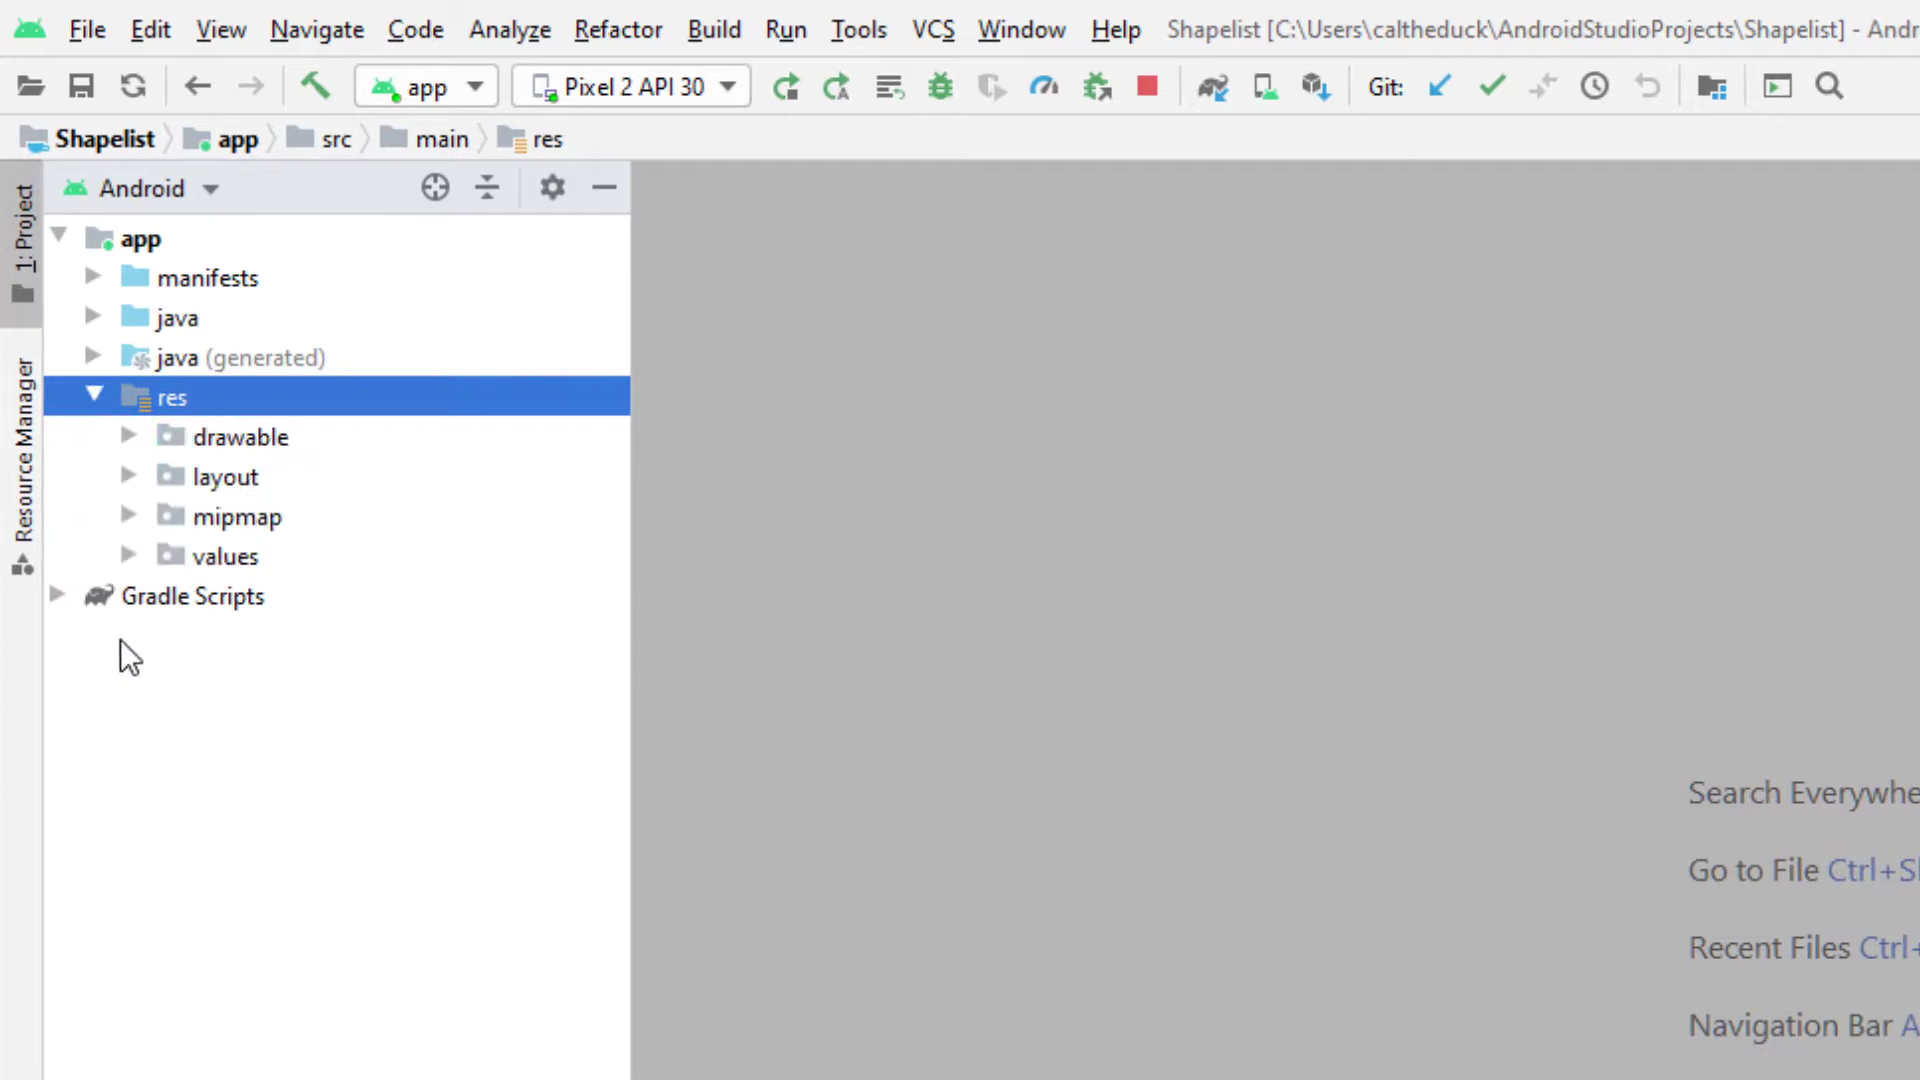 File Edit View Navigate Code Analyze Refactor Build Run Tools VCS Window Help Shapelist [C:\Users\caltheduck\AndroidStudioProjects\Shapelist] - Andr
app Pixel 2 API 30 Git:
Shapelist app src main res
Android
1: Project
Resource Manager
app
manifests
java
java (generated)
res
drawable
layout
mipmap
values
Gradle Scripts
Search Everywhe
Go to File Ctrl+S
Recent Files Ctrl+
Navigation Bar A